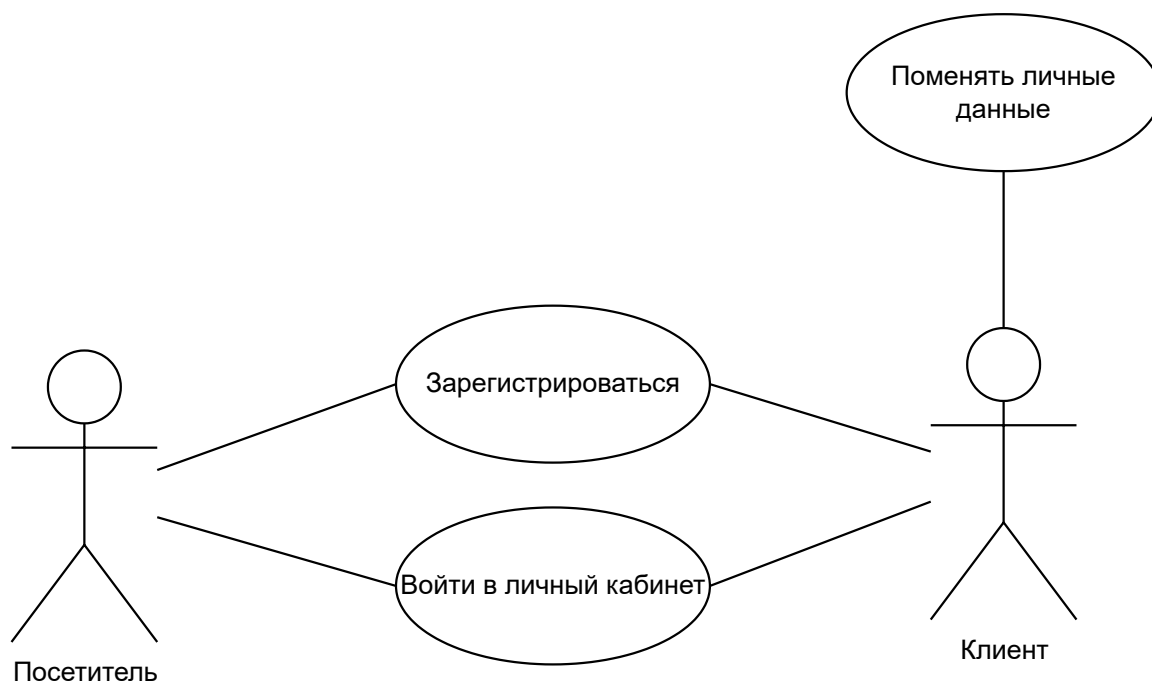 Поменять личные
данные
Зарегистрироваться
Войти в личный кабинет
Посетитель
Клиент